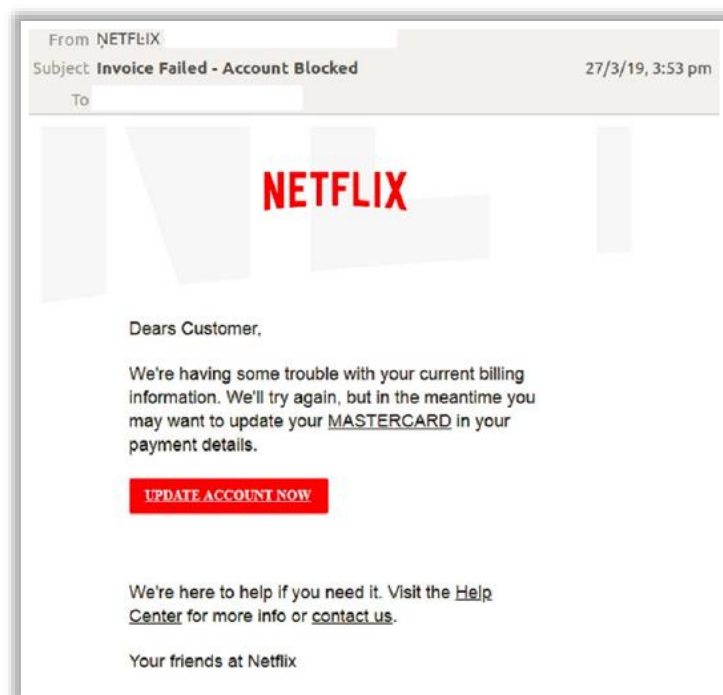 From ŅETFŁIX
Subject Invoice Failed - Account Blocked 27/3/19, 3:53 pm
To
NETFLIX
Dears Customer,
We're having some trouble with your current billing
information. We'll try again, but in the meantime you
may want to update your MASTERCARD in your
payment details.
UPDATE ACCOUNT NOW
We're here to help if you need it. Visit the Help
Center for more info or contact us.
Your friends at Netflix